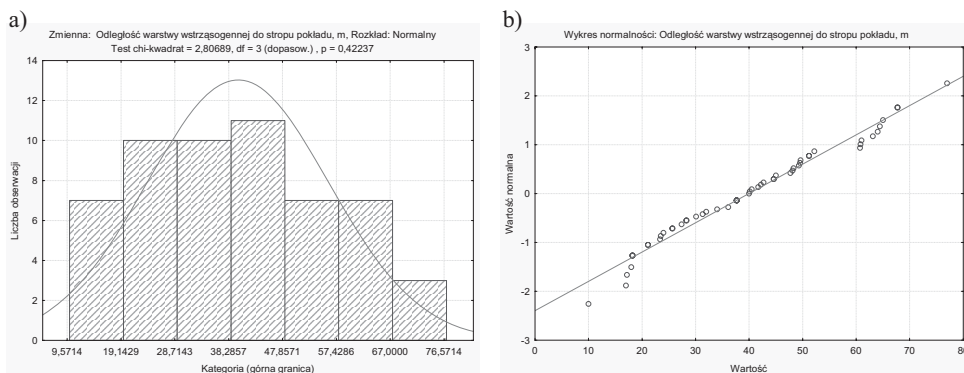 a)
Zmienna: Odległość warstwy wstrząsogennej do stropu pokładu, m, Rozkład: Normalny
Test chi-kwadrat = 2,80689, df = 3 (dopasow.) , p = 0,42237
14
12
10
8
6
4
2
0
Liczba obserwacji
9,5714 19,1429 28,7143 38,2857 47,8571 57,4286 67,0000 76,5714
Kategoria (górna granica)
b)
Wykres normalności: Odległość warstwy wstrząsogennej do stropu pokładu, m
3
2
1
0
-1
-2
-3
Wartość normalna
0 10 20 30 40 50 60 70 80
Wartość